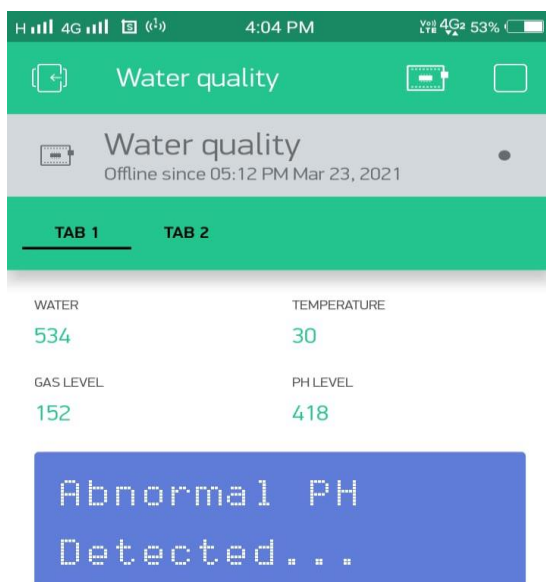 H 4G 4:04 PM VoLTE 4G2 53%
Water quality
Water quality
Offline since 05:12 PM Mar 23, 2021
TAB 1 TAB 2
WATER TEMPERATURE
534 30
GAS LEVEL PH LEVEL
152 418
Abnormal PH
Detected...